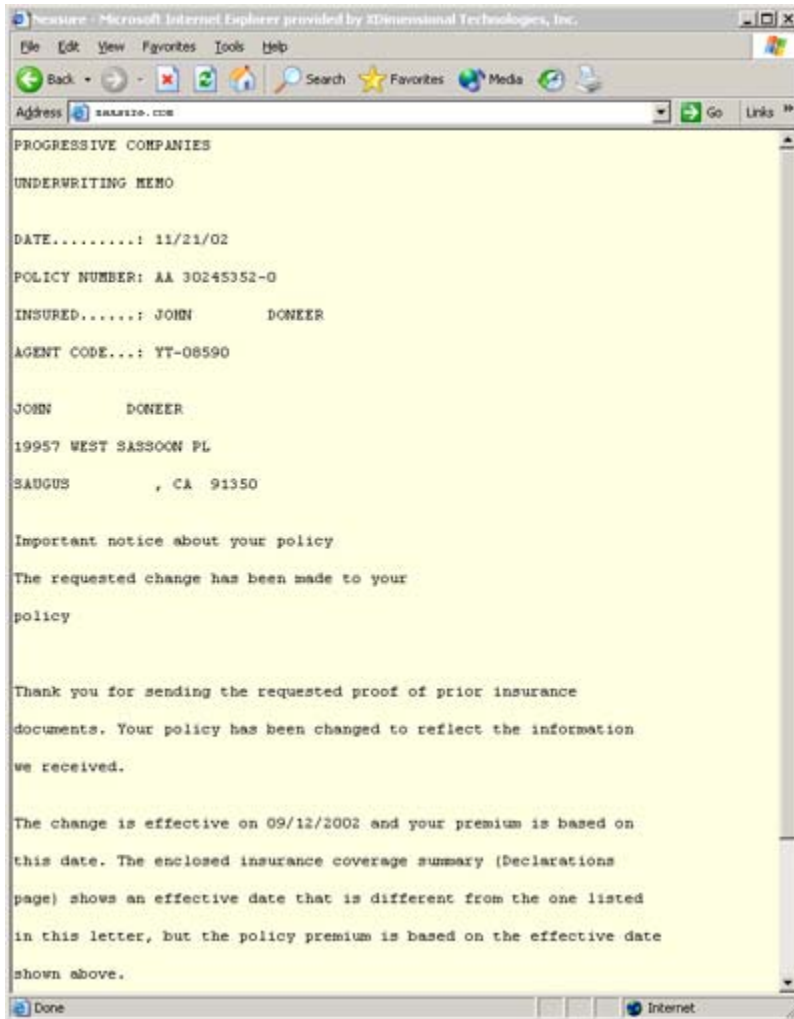 Nexsure - Microsoft Internet Explorer provided by XDimensional Technologies, Inc.
File Edit View Favorites Tools Help
Back Search Favorites Media
Address nexsure.com Go Links »
PROGRESSIVE COMPANIES
UNDERWRITING MEMO
DATE.........: 11/21/02
POLICY NUMBER: AA 30245352-0
INSURED......: JOHN DONEER
AGENT CODE...: YT-08590
JOHN DONEER
19957 WEST SASSOON PL
SAUGUS , CA 91350
Important notice about your policy
The requested change has been made to your
policy
Thank you for sending the requested proof of prior insurance
documents. Your policy has been changed to reflect the information
we received.
The change is effective on 09/12/2002 and your premium is based on
this date. The enclosed insurance coverage summary (Declarations
page) shows an effective date that is different from the one listed
in this letter, but the policy premium is based on the effective date
shown above.
Done Internet